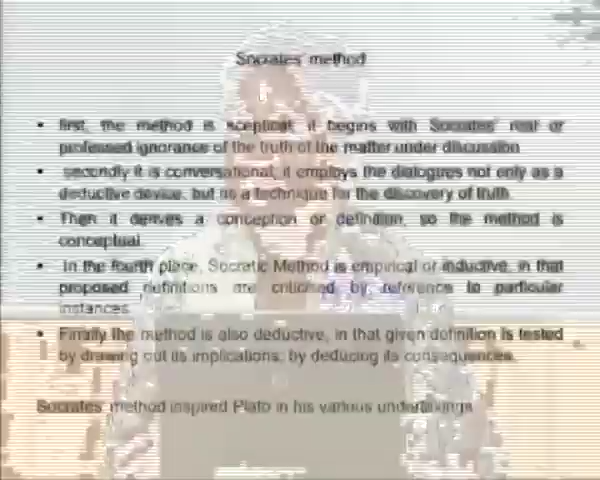 Socrates' method
• first, the method is sceptical, it begins with Socrates' real or
professed ignorance of the truth of the matter under discussion
• secondly it is conversational, it employs the dialogues not only as a
deductive device, but as a technique for the discovery of truth.
• Then it derives a conception or definition, so the method is
conceptual
• In the fourth place, Socratic Method is empirical or inductive, in that
proposed definitions are criticised by reference to particular
instances
• Finally the method is also deductive, in that given definition is tested
by drawing out its implications, by deducing its consequences.
Socrates' method inspired Plato in his various undertakings